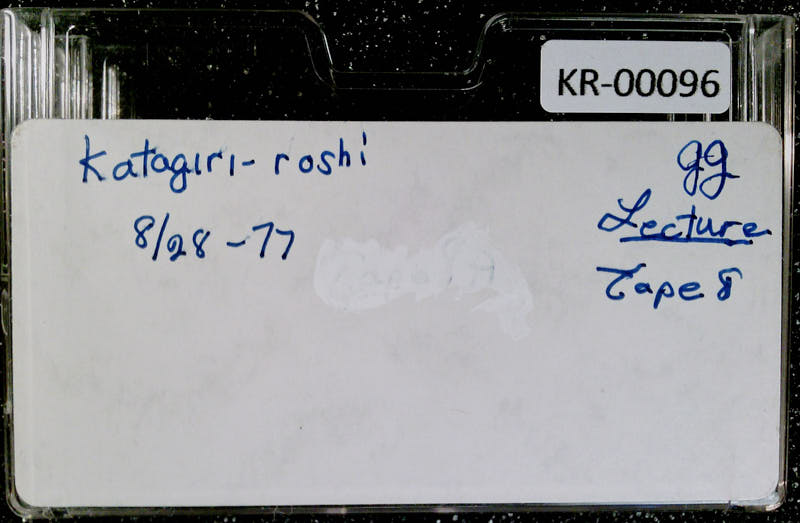 KR-00096
Katagiri-roshi
8/28-77
gg
Lecture
Tape 8